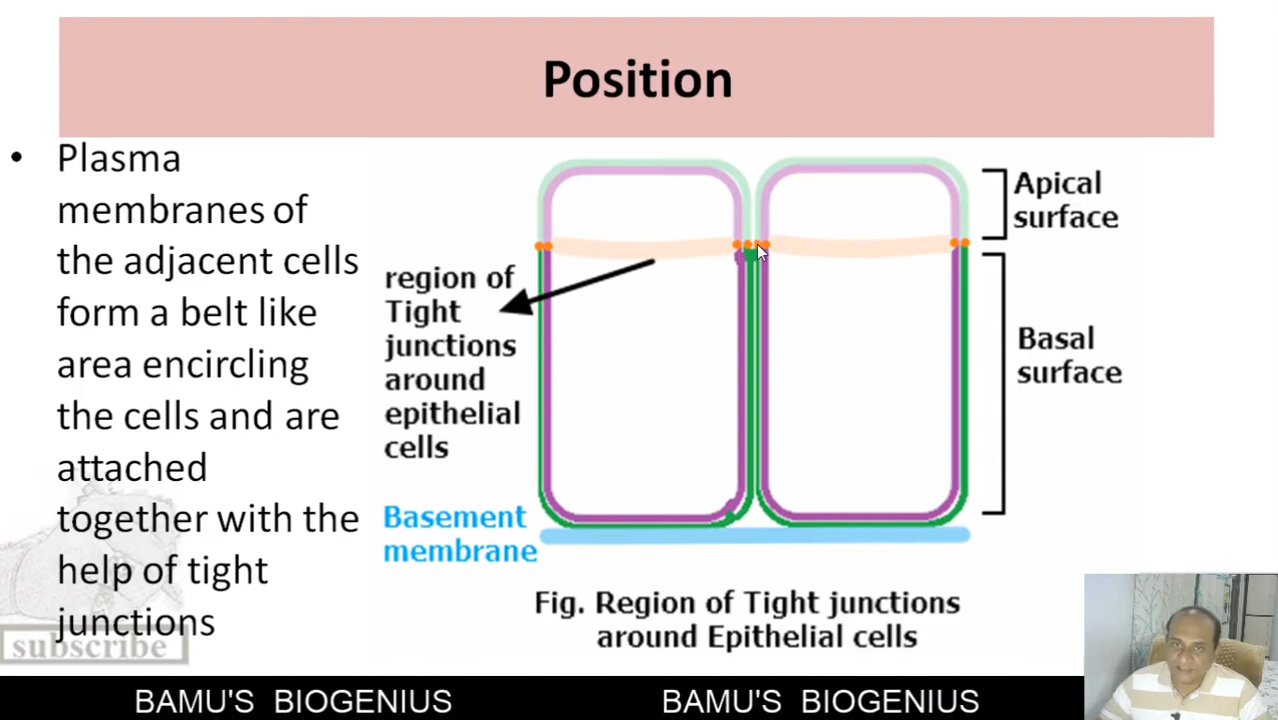 Position
• Plasma
membranes of
the adjacent cells
form a belt like
area encircling
the cells and are
attached
together with the
help of tight
junctions
subscribe
Apical
surface
region of
Tight
junctions
around
epithelial
cells
Basal
surface
Basement
membrane
Fig. Region of Tight junctions
around Epithelial cells
BAMU'S BIOGENIUS
BAMU'S BIOGENIUS